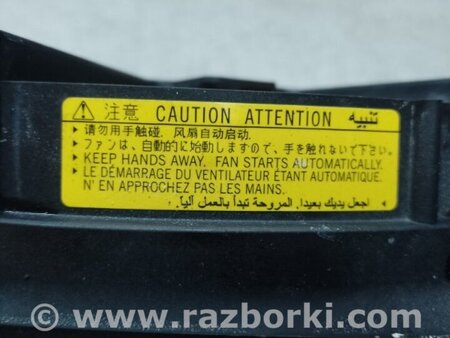 ⚠ 注意 CAUTION ATTENTION تنبيه
▸ 请勿用手触碰. 风扇自动启动.
▸ ファンは、自動的に始動しますので、手を触れないで下さい。
▸ KEEP HANDS AWAY. FAN STARTS AUTOMATICALLY.
▸ LE DÉMARRAGE DU VENTILATEUR ÉTANT AUTOMATIQUE.
N' EN APPROCHEZ PAS LES MAINS.
اجعل يديك بعيدا. المروحة تبدأ بالعمل آلياً.
© www.razborki.com/